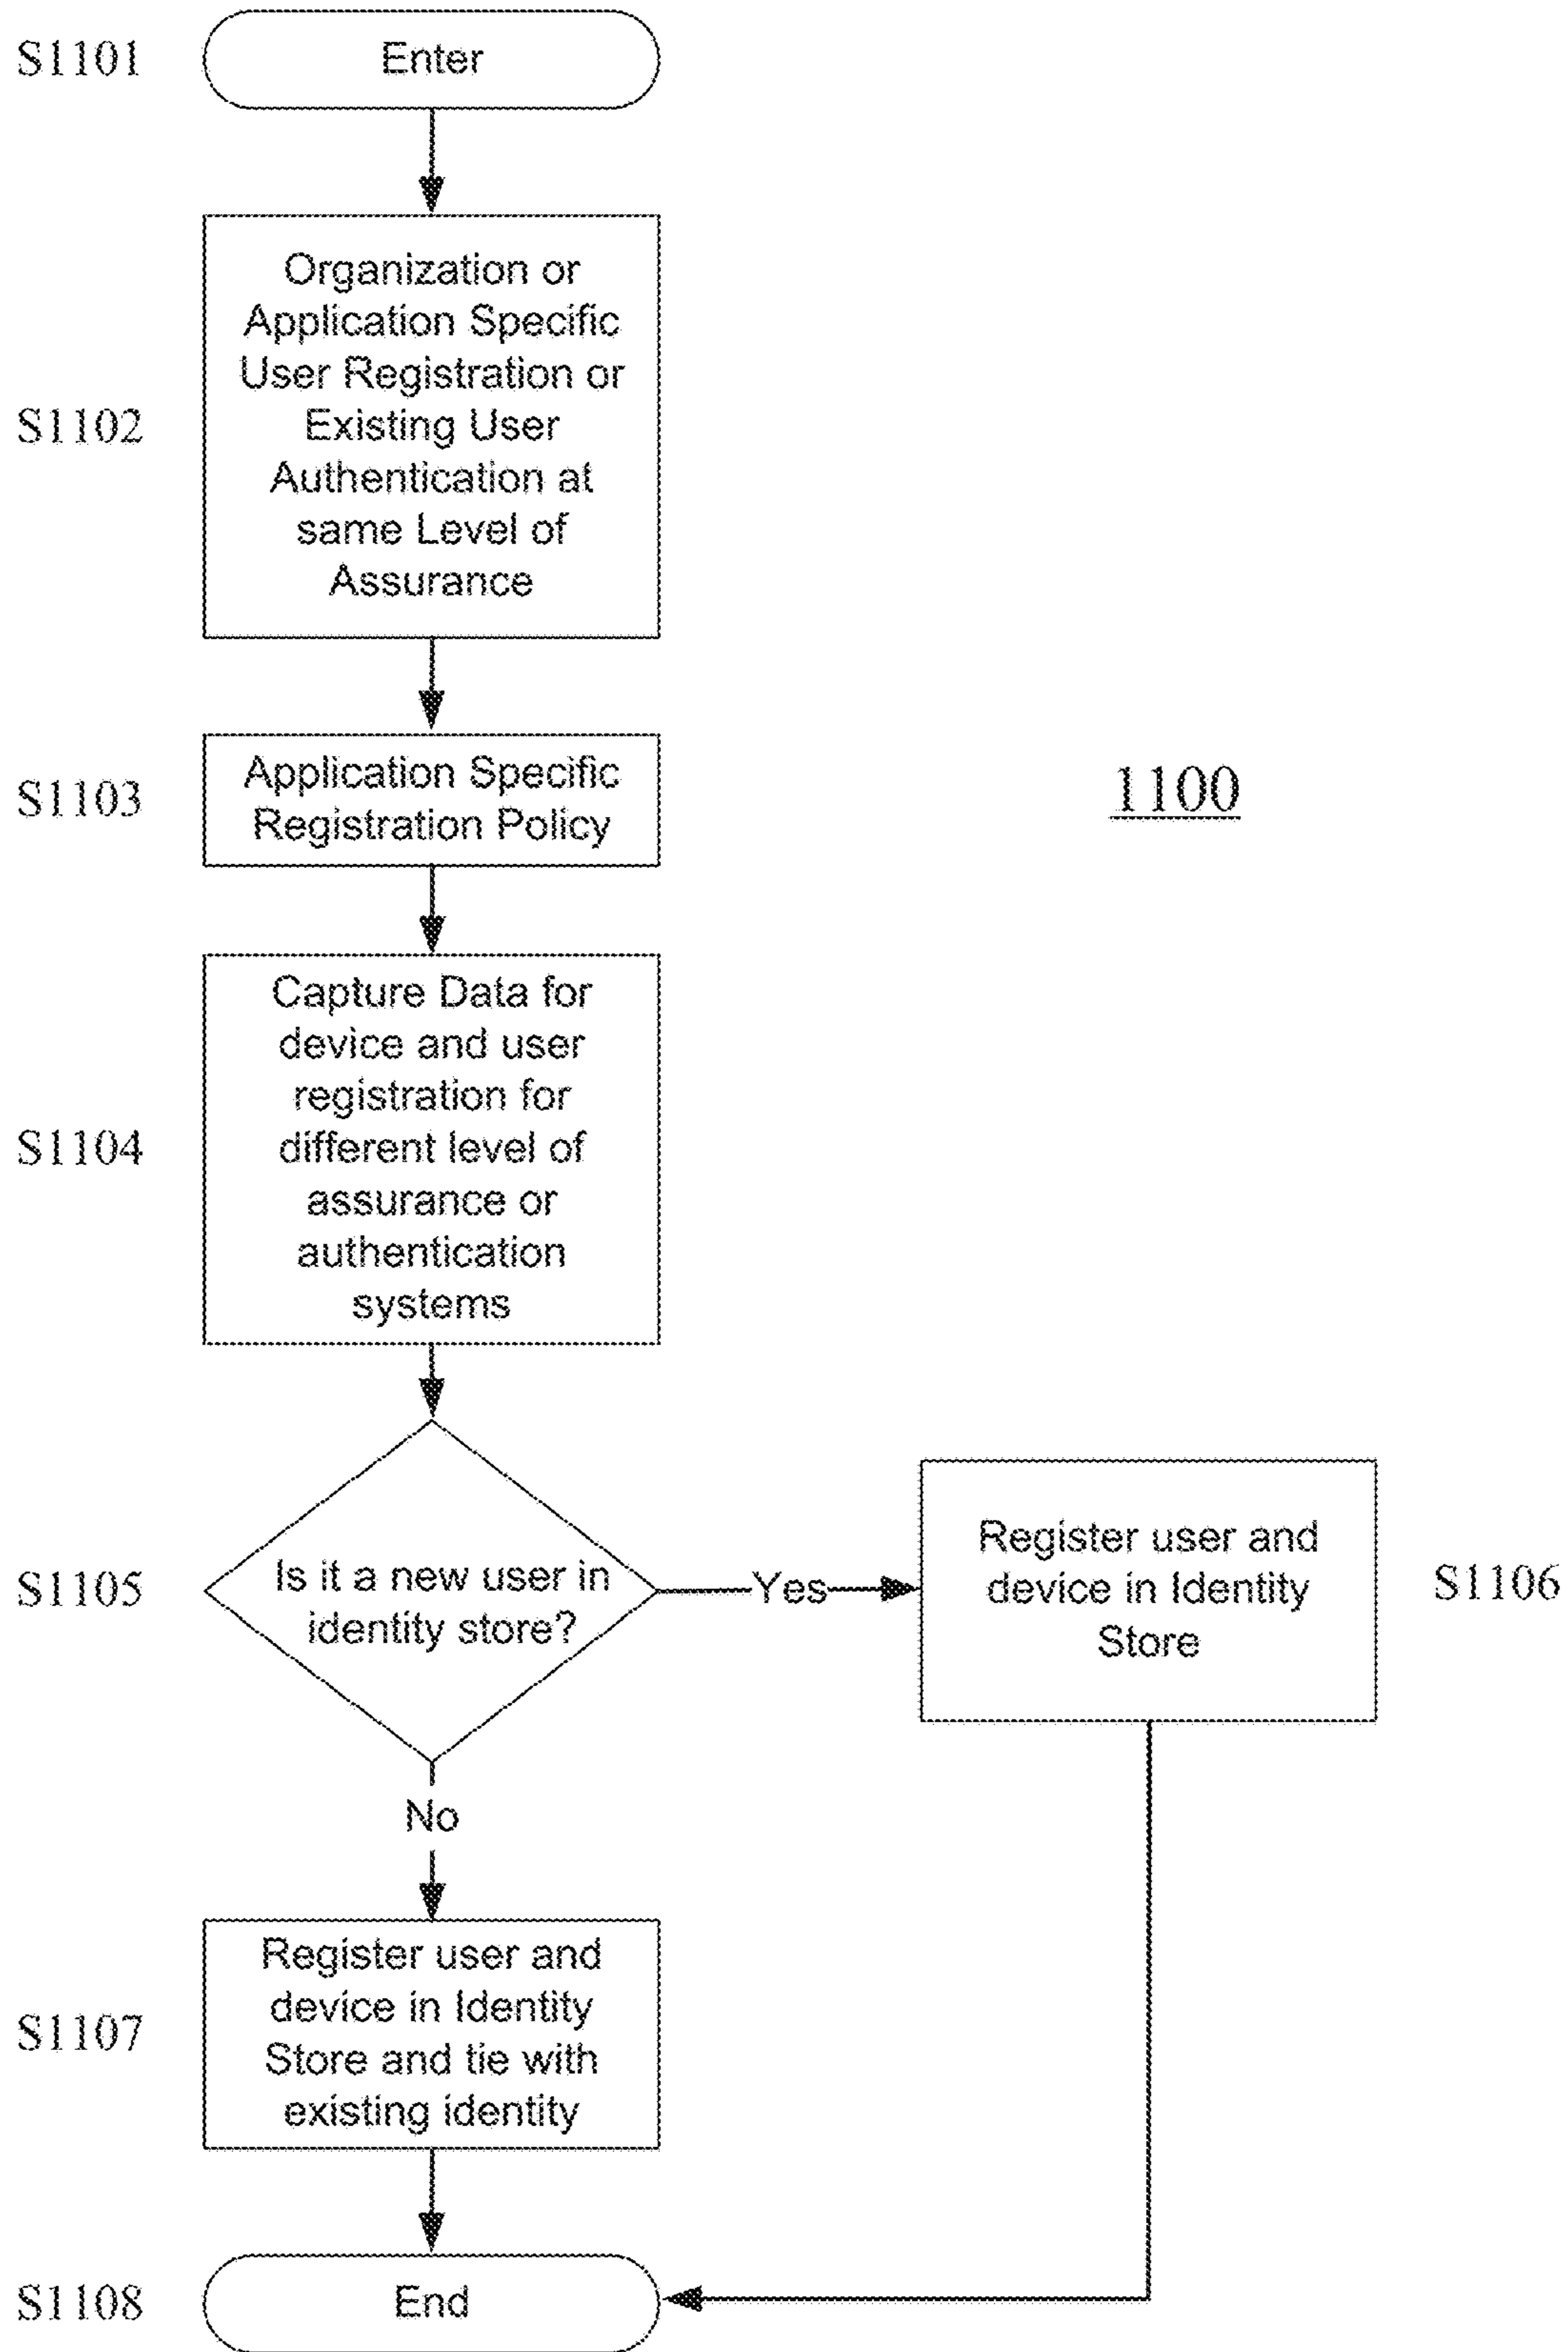 S1101
Enter
S1102
Organization or
Application Specific
User Registration or
Existing User
Authentication at
same Level of
Assurance
S1103
Application Specific
Registration Policy
1100
S1104
Capture Data for
device and user
registration for
different level of
assurance or
authentication
systems
S1105
Is it a new user in
identity store?
Yes
Register user and
device in Identity
Store
S1106
No
S1107
Register user and
device in Identity
Store and tie with
existing identity
S1108
End